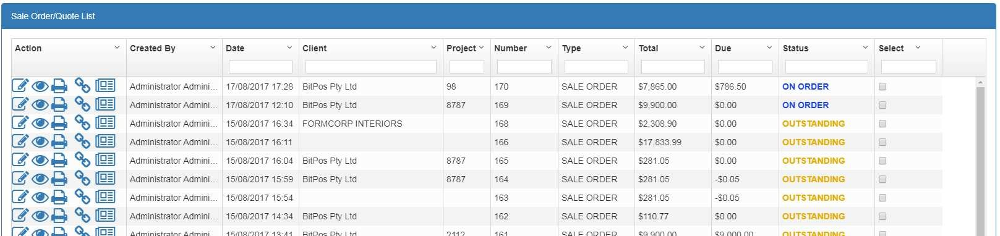 Sale Order/Quote List
Action Created By Date Client Project Number Type Total Due Status Select
Administrator Admini... 17/08/2017 17:28 BitPos Pty Ltd 98 170 SALE ORDER $7,865.00 $786.50 ON ORDER
Administrator Admini... 17/08/2017 12:10 BitPos Pty Ltd 8787 169 SALE ORDER $9,900.00 $0.00 ON ORDER
Administrator Admini... 15/08/2017 16:34 FORMCORP INTERIORS 168 SALE ORDER $2,308.90 $0.00 OUTSTANDING
Administrator Admini... 15/08/2017 16:11 166 SALE ORDER $17,833.99 $0.00 OUTSTANDING
Administrator Admini... 15/08/2017 16:04 BitPos Pty Ltd 8787 165 SALE ORDER $281.05 $0.00 OUTSTANDING
Administrator Admini... 15/08/2017 15:59 BitPos Pty Ltd 8787 164 SALE ORDER $281.05 -$0.05 OUTSTANDING
Administrator Admini... 15/08/2017 15:54 163 SALE ORDER $281.05 -$0.05 OUTSTANDING
Administrator Admini... 15/08/2017 14:34 BitPos Pty Ltd 162 SALE ORDER $110.77 $0.00 OUTSTANDING
Administrator Admini... 15/08/2017 13:41 BitPos Pty Ltd 2112 161 SALE ORDER $9,900.00 $9,000.00 OUTSTANDING